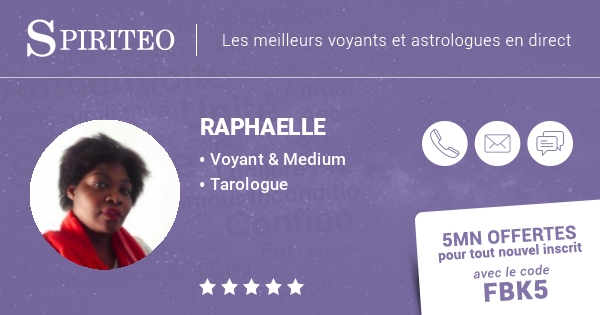 SPIRITEO
Les meilleurs voyants et astrologues en direct
RAPHAELLE
• Voyant & Medium
• Tarologue
5MN OFFERTES
pour tout nouvel inscrit
avec le code
FBK5